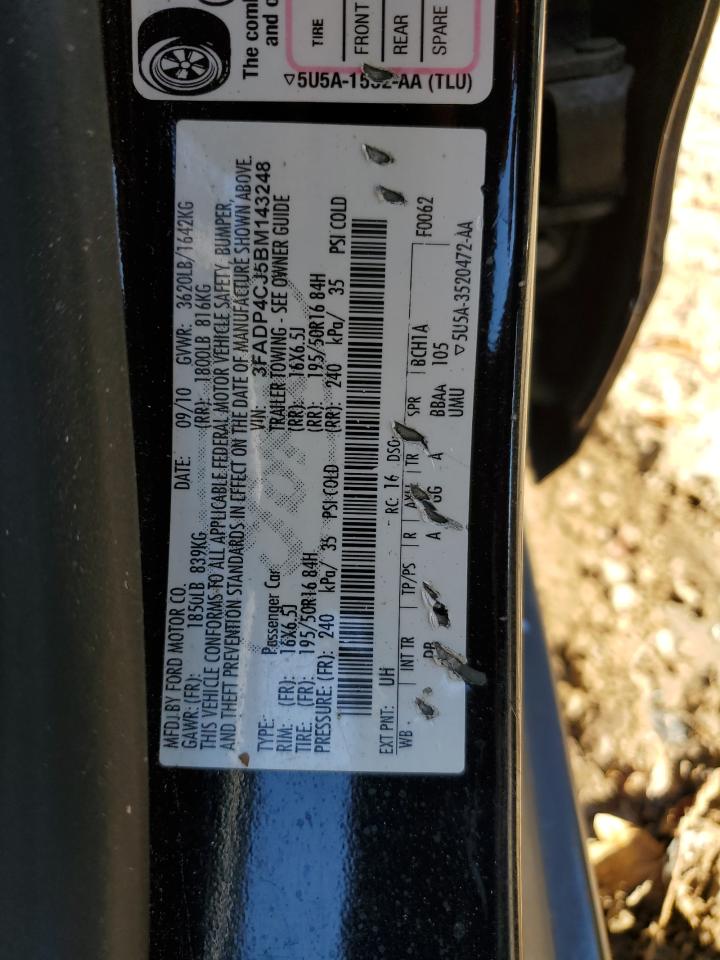 The comb
and c
TIRE
FRONT
REAR
SPARE
▽5U5A-1532-AA (TLU)
MFD. BY FORD MOTOR CO.
DATE: 09/10 GVWR: 3620LB/1642KG
GAWR: (FR): 1850LB 839KG (RR): 1800LB 816KG
THIS VEHICLE CONFORMS TO ALL APPLICABLE FEDERAL MOTOR VEHICLE SAFETY, BUMPER,
AND THEFT PREVENTION STANDARDS IN EFFECT ON THE DATE OF MANUFACTURE SHOWN ABOVE.
VIN: 3FADP4CJ5BM143248
TYPE: Passenger Car TRAILER TOWING - SEE OWNER GUIDE
RIM: (FR): 16X6.5J (RR): 16X6.5J
TIRE: (FR): 195/50R16 84H (RR): 195/50R16 84H
PRESSURE: (FR): 240 kPa/ 35 PSI COLD (RR): 240 kPa/ 35 PSI COLD
EXT PNT: UH RC: 16 DSO: F0062
WB INT TR TP/PS R AXLE TR SPR BCH1A
A A BBAA 105
UMU ▽5U5A-3520472-AA